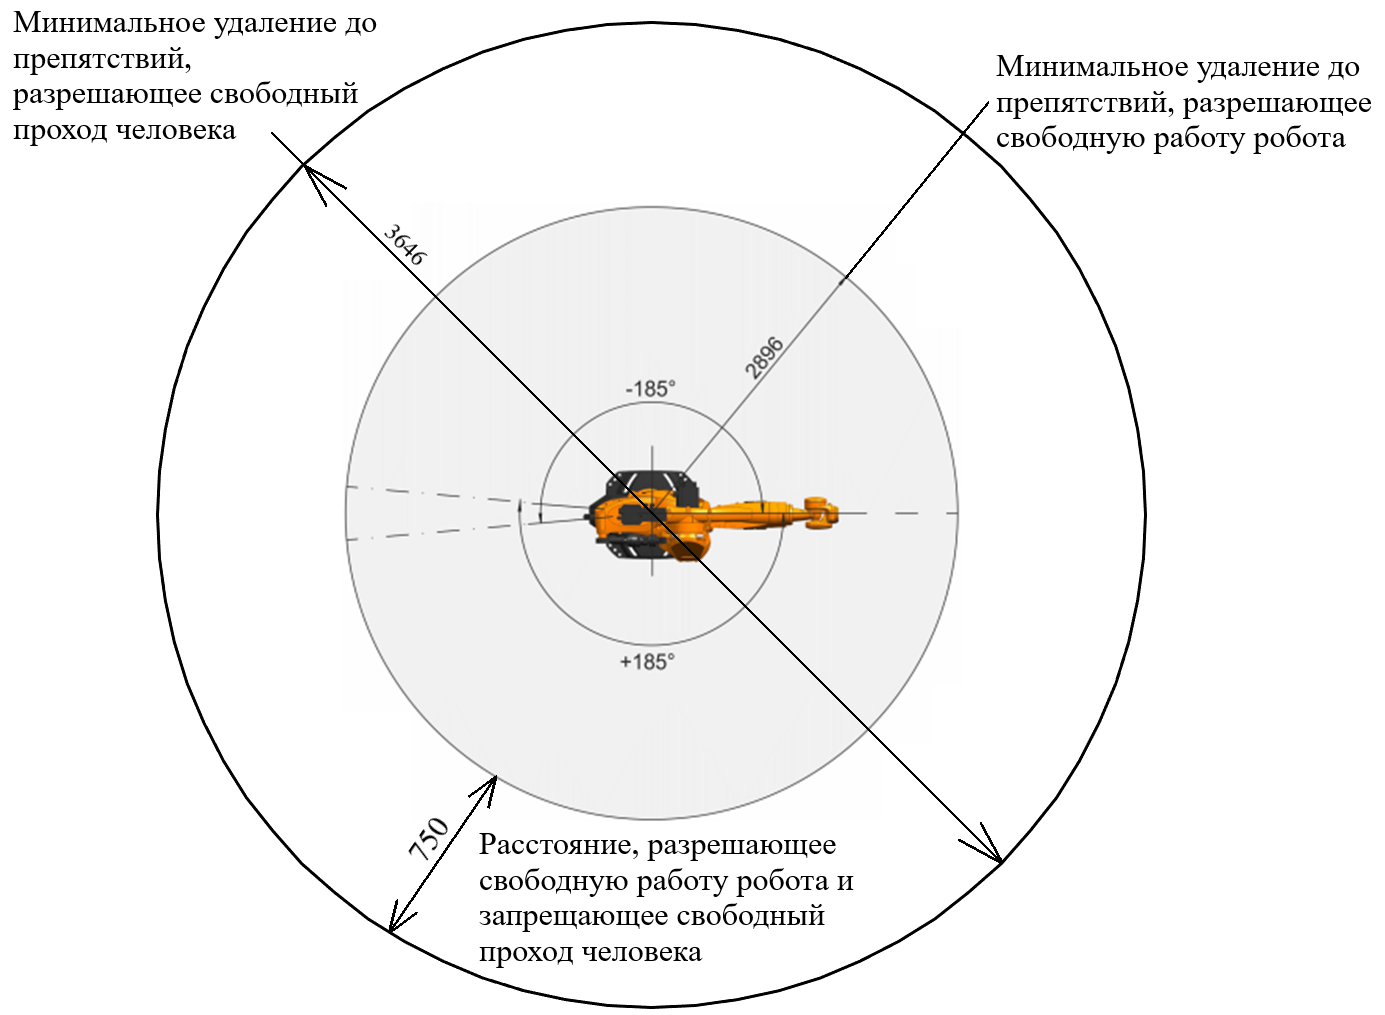 Минимальное удаление до
препятствий,
разрешающее свободный
проход человека
Минимальное удаление до
препятствий, разрешающее
свободную работу робота
3646
2896
-185°
+185°
750
Расстояние, разрешающее
свободную работу робота и
запрещающее свободный
проход человека